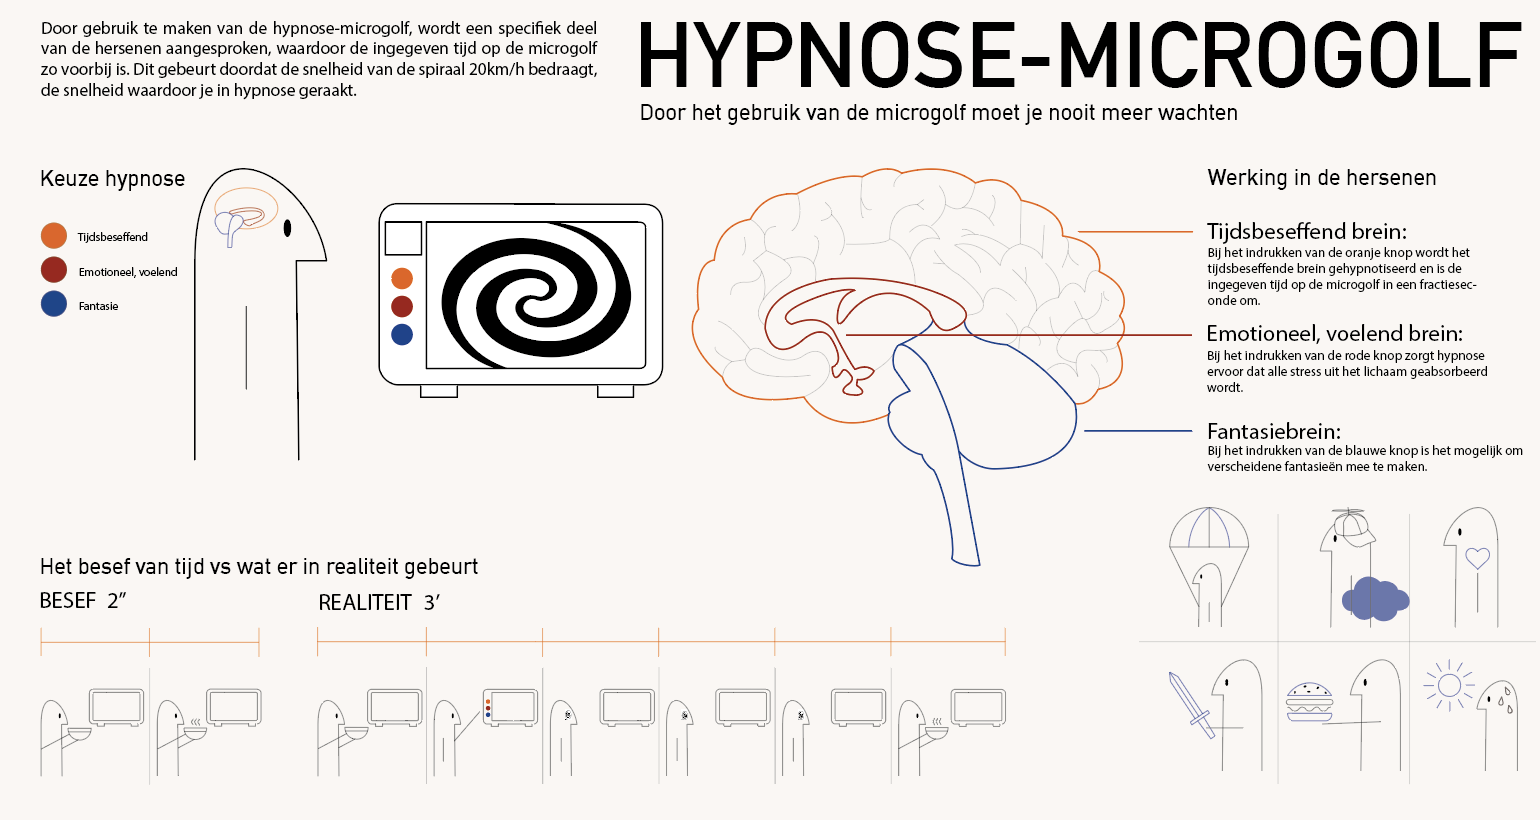 Door gebruik te maken van de hypnose-microgolf, wordt een specifiek deel
van de hersenen aangesproken, waardoor de ingegeven tijd op de microgolf
zo voorbij is. Dit gebeurt doordat de snelheid van de spiraal 20km/h bedraagt,
de snelheid waardoor je in hypnose geraakt.
HYPNOSE-MICROGOLF
Door het gebruik van de microgolf moet je nooit meer wachten
Keuze hypnose
Tijdsbeseffend
Emotioneel, voelend
Fantasie
Werking in de hersenen
Tijdsbeseffend brein:
Bij het indrukken van de oranje knop wordt het
tijdsbeseffende brein gehypnotiseerd en is de
ingegeven tijd op de microgolf in een fractiesec-
onde om.
Emotioneel, voelend brein:
Bij het indrukken van de rode knop zorgt hypnose
ervoor dat alle stress uit het lichaam geabsorbeerd
wordt.
Fantasiebrein:
Bij het indrukken van de blauwe knop is het mogelijk om
verscheidene fantasieën mee te maken.
Het besef van tijd vs wat er in realiteit gebeurt
BESEF 2”
REALITEIT 3’